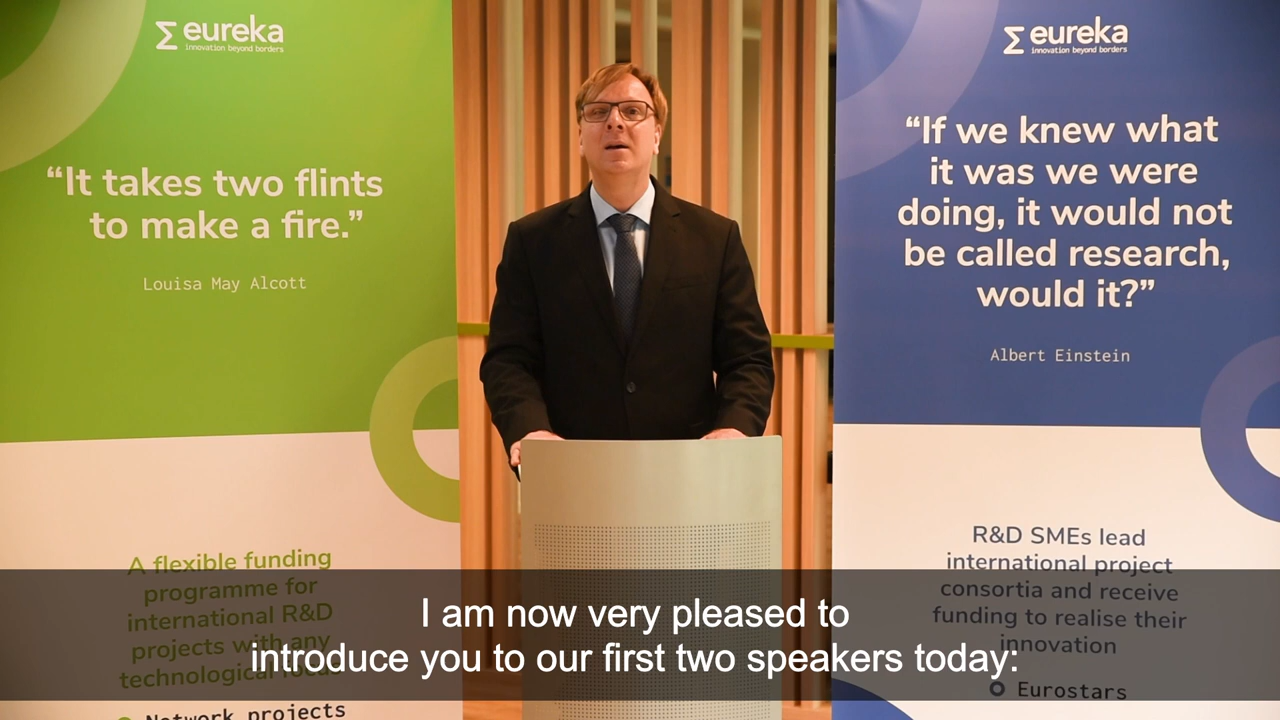 eureka
innovation beyond borders
“It takes two flints
to make a fire.”
Louisa May Alcott
A flexible funding
programme for
international R&D
projects with any
technological focus
Network projects
eureka
innovation beyond borders
“If we knew what
it was we were
doing, it would not
be called research,
would it?”
Albert Einstein
R&D SMEs lead
international project
consortia and receive
funding to realise their
innovation
Eurostars
I am now very pleased to
introduce you to our first two speakers today: